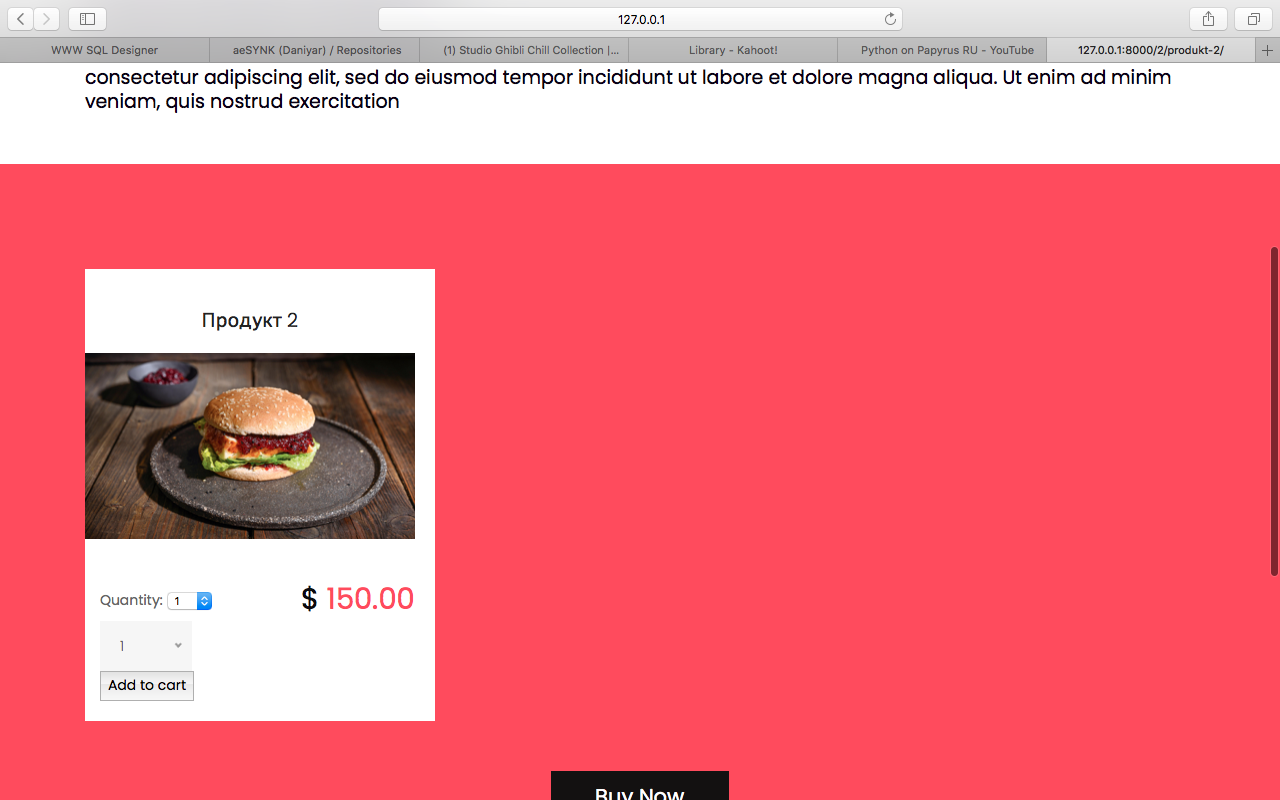 127.0.0.1
WWW SQL Designer
aeSYNK (Daniyar) / Repositories
(1) Studio Ghibli Chill Collection |...
Library - Kahoot!
Python on Papyrus RU - YouTube
127.0.0.1:8000/2/produkt-2/
consectetur adipiscing elit, sed do eiusmod tempor incididunt ut labore et dolore magna aliqua. Ut enim ad minim
veniam, quis nostrud exercitation
Продукт 2
Quantity: 1
$ 150.00
1
Add to cart
Buy Now